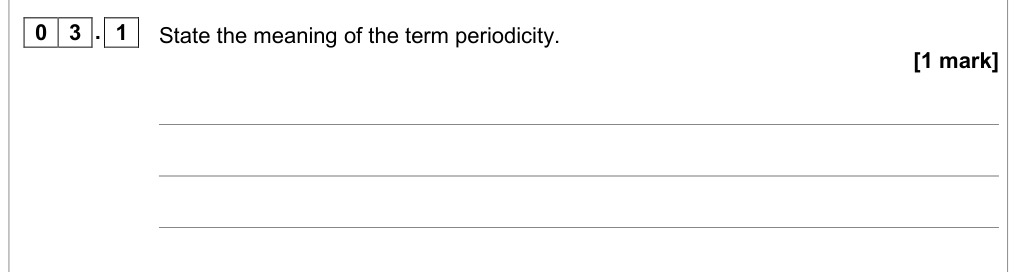 0 3 . 1 State the meaning of the term periodicity.
[1 mark]